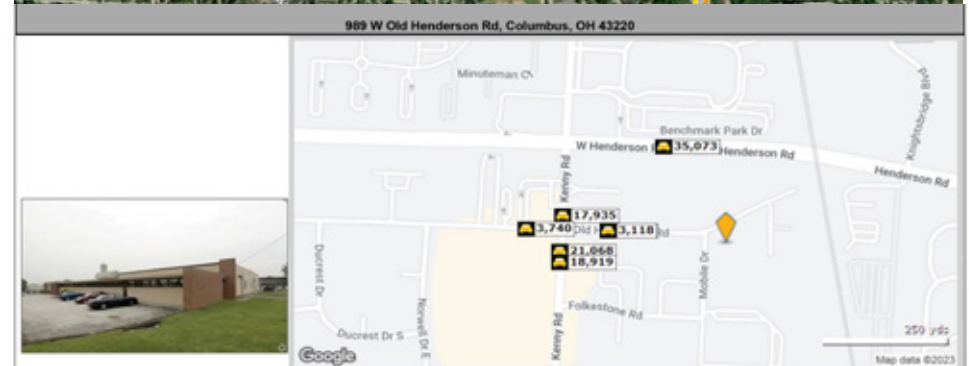 989 W Old Henderson Rd, Columbus, OH 43220
Minuteman C
Knightsbridge Blvd
Benchmark Park Dr
W Henderson
35,073
Henderson Rd
Henderson Rd
Kenny Rd
17,935
3,740
Old H
3,118
Rd
21,068
18,919
Ducrest Dr
Mobile Dr
Norwell Dr E
Folkestone Rd
Ducrest Dr S
Kenny Rd
250 yds
Google
Map data ©2023